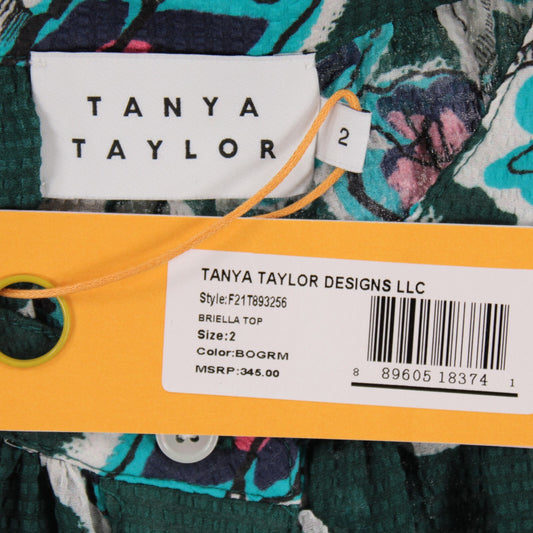 TANYA
TAYLOR
2
TANYA TAYLOR DESIGNS LLC
Style:F21T893256
BRIELLA TOP
Size:2
Color:BOGRM
MSRP:345.00
8 89605 18374 1